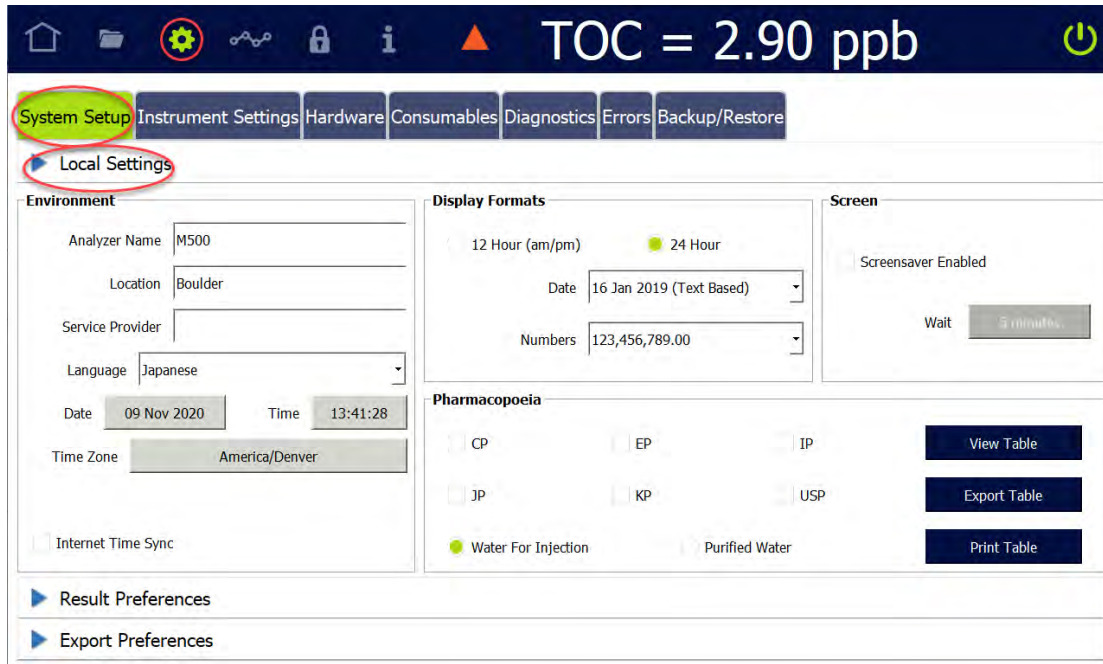 TOC = 2.90 ppb
System Setup Instrument Settings Hardware Consumables Diagnostics Errors Backup/Restore
Local Settings
Environment
Analyzer Name M500
Location Boulder
Service Provider
Language Japanese
Date 09 Nov 2020 Time 13:41:28
Time Zone America/Denver
Internet Time Sync
Display Formats
12 Hour (am/pm) 24 Hour
Date 16 Jan 2019 (Text Based)
Numbers 123,456,789.00
Screen
Screensaver Enabled
Wait 5 minutes
Pharmacopoeia
CP EP IP View Table
JP KP USP Export Table
Water For Injection Purified Water Print Table
Result Preferences
Export Preferences